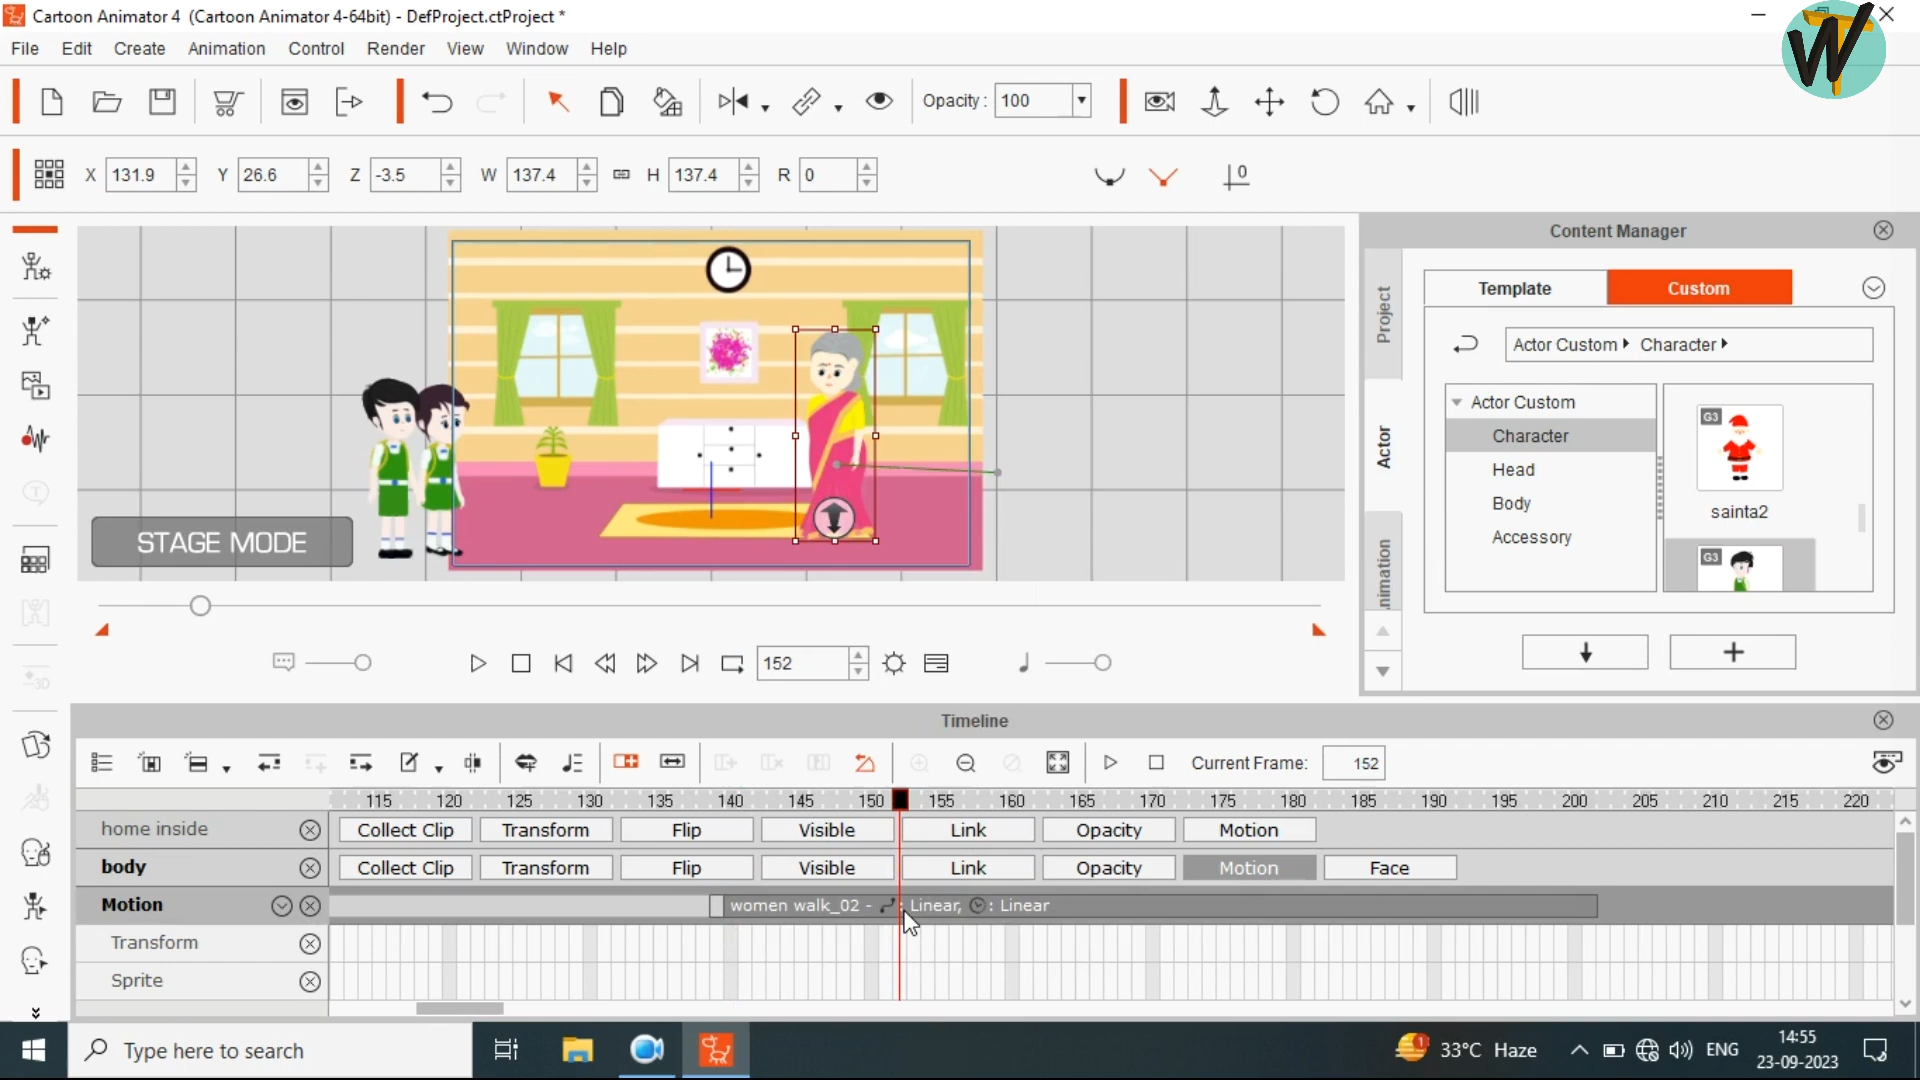 Cartoon Animator 4 (Cartoon Animator 4-64bit) - DefProject.ctProject *
File Edit Create Animation Control Render View Window Help
Opacity : 100
X 131.9 Y 26.6 Z -3.5 W 137.4 H 137.4 R 0
0
Content Manager
Project
Actor
Animation
Template Custom
Actor Custom Character
Actor Custom
Character
Head
Body
Accessory
G3
sainta2
G3
STAGE MODE
152
Timeline
Current Frame: 152
115 120 125 130 135 140 145 150 155 160 165 170 175 180 185 190 195 200 205 210 215 220
home inside Collect Clip Transform Flip Visible Link Opacity Motion
body Collect Clip Transform Flip Visible Link Opacity Motion Face
Motion women walk_02 - : Linear, : Linear
Transform
Sprite
3D
W
Type here to search
1 33°C Haze ENG
14:55
23-09-2023